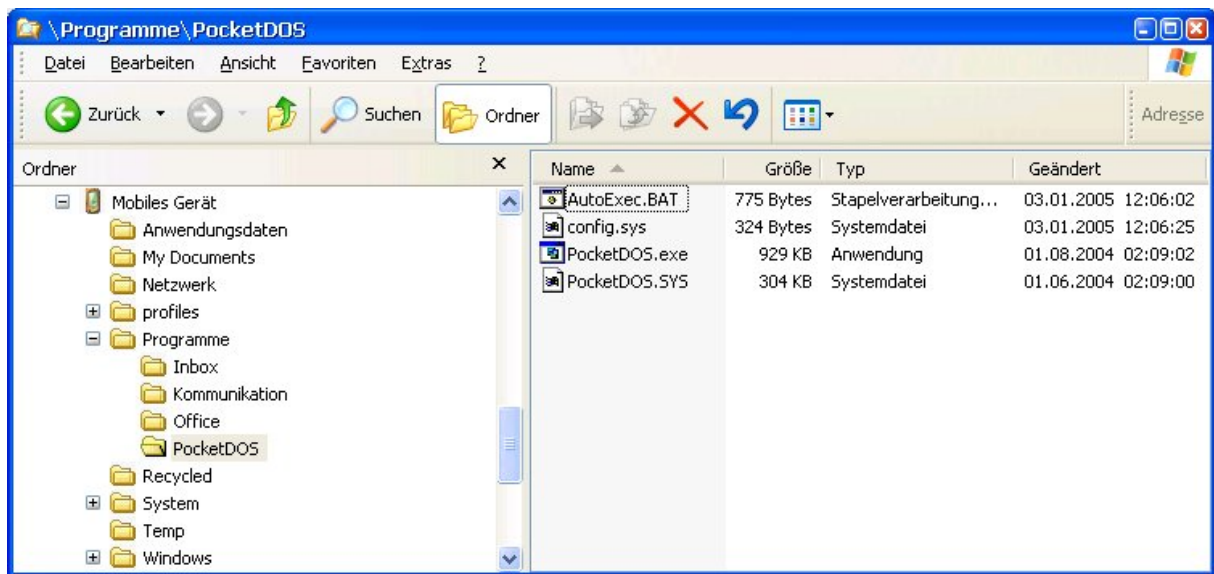 \Programme\PocketDOS
Datei Bearbeiten Ansicht Favoriten Extras ?
Zurück Suchen Ordner Adresse
Ordner
Mobiles Gerät
Anwendungsdaten
My Documents
Netzwerk
profiles
Programme
Inbox
Kommunikation
Office
PocketDOS
Recycled
System
Temp
Windows
Name Größe Typ Geändert
AutoExec.BAT 775 Bytes Stapelverarbeitung... 03.01.2005 12:06:02
config.sys 324 Bytes Systemdatei 03.01.2005 12:06:25
PocketDOS.exe 929 KB Anwendung 01.08.2004 02:09:02
PocketDOS.SYS 304 KB Systemdatei 01.06.2004 02:09:00